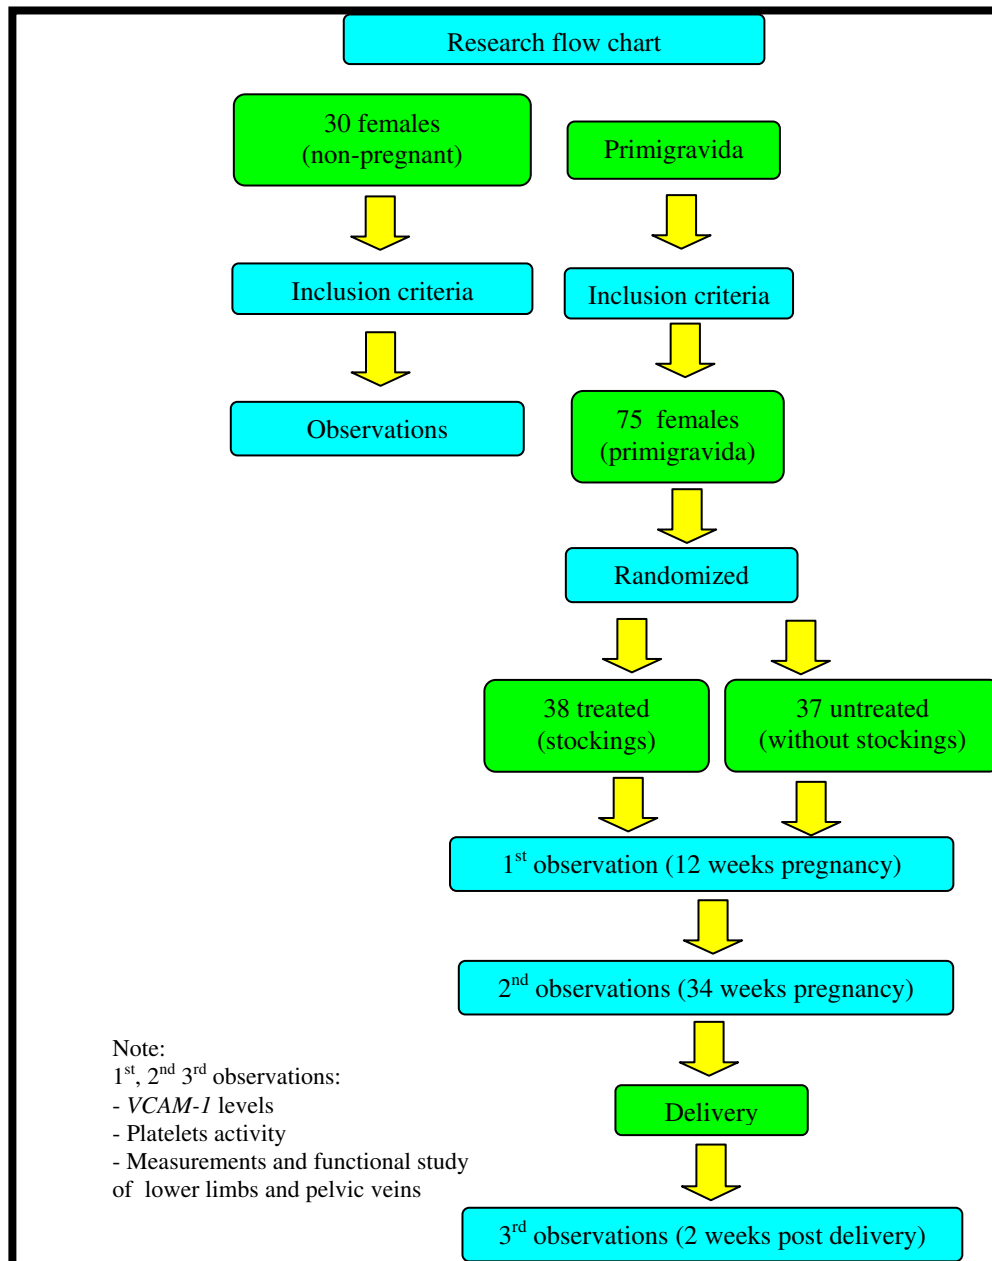 Research flow chart
30 females
(non-pregnant)
Primigravida
Inclusion criteria
Inclusion criteria
Observations
75 females
(primigravida)
Randomized
38 treated
(stockings)
37 untreated
(without stockings)
1st observation (12 weeks pregnancy)
2nd observations (34 weeks pregnancy)
Note:
1st, 2nd 3rd observations:
- VCAM-1 levels
- Platelets activity
- Measurements and functional study
of lower limbs and pelvic veins
Delivery
3rd observations (2 weeks post delivery)